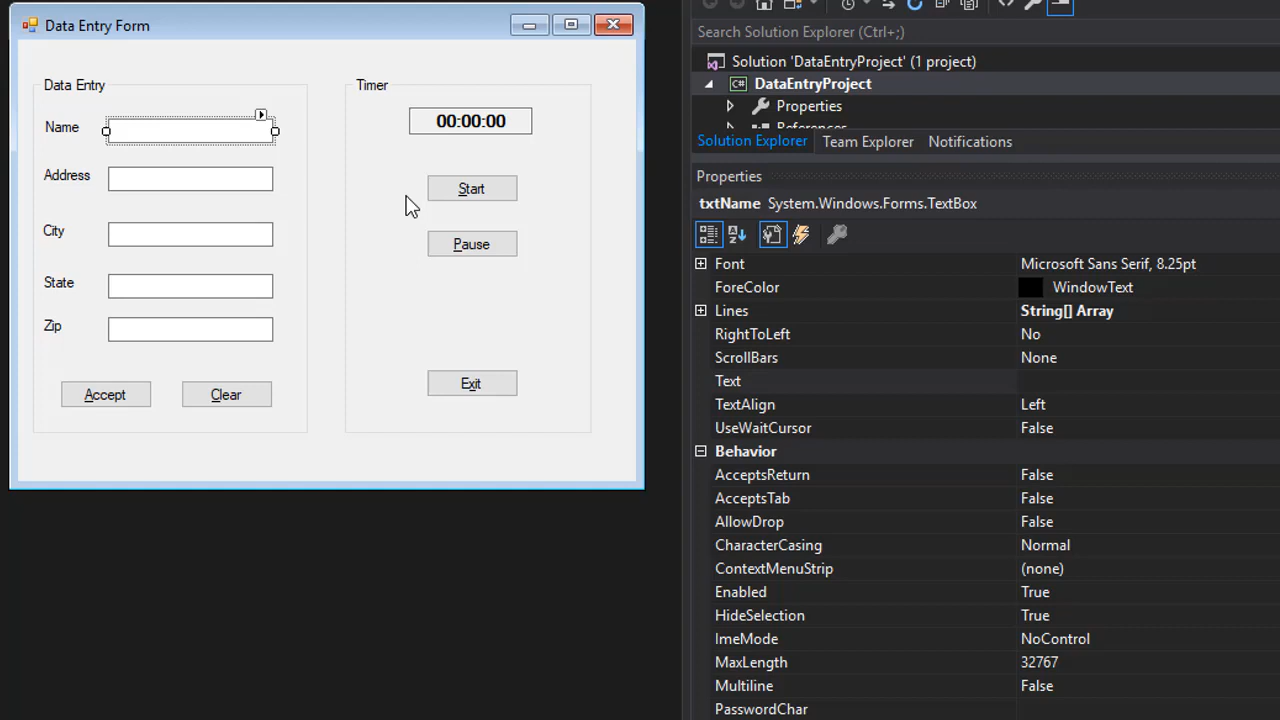 Data Entry Form
Data Entry
Name
Address
City
State
Zip
Accept
Clear
Timer
00:00:00
Start
Pause
Exit
Search Solution Explorer (Ctrl+;)
Solution 'DataEntryProject' (1 project)
C# DataEntryProject
Properties
References
Solution Explorer Team Explorer Notifications
Properties
txtName System.Windows.Forms.TextBox
Font Microsoft Sans Serif, 8.25pt
ForeColor WindowText
Lines String[] Array
RightToLeft No
ScrollBars None
Text
TextAlign Left
UseWaitCursor False
Behavior
AcceptsReturn False
AcceptsTab False
AllowDrop False
CharacterCasing Normal
ContextMenuStrip (none)
Enabled True
HideSelection True
ImeMode NoControl
MaxLength 32767
Multiline False
PasswordChar